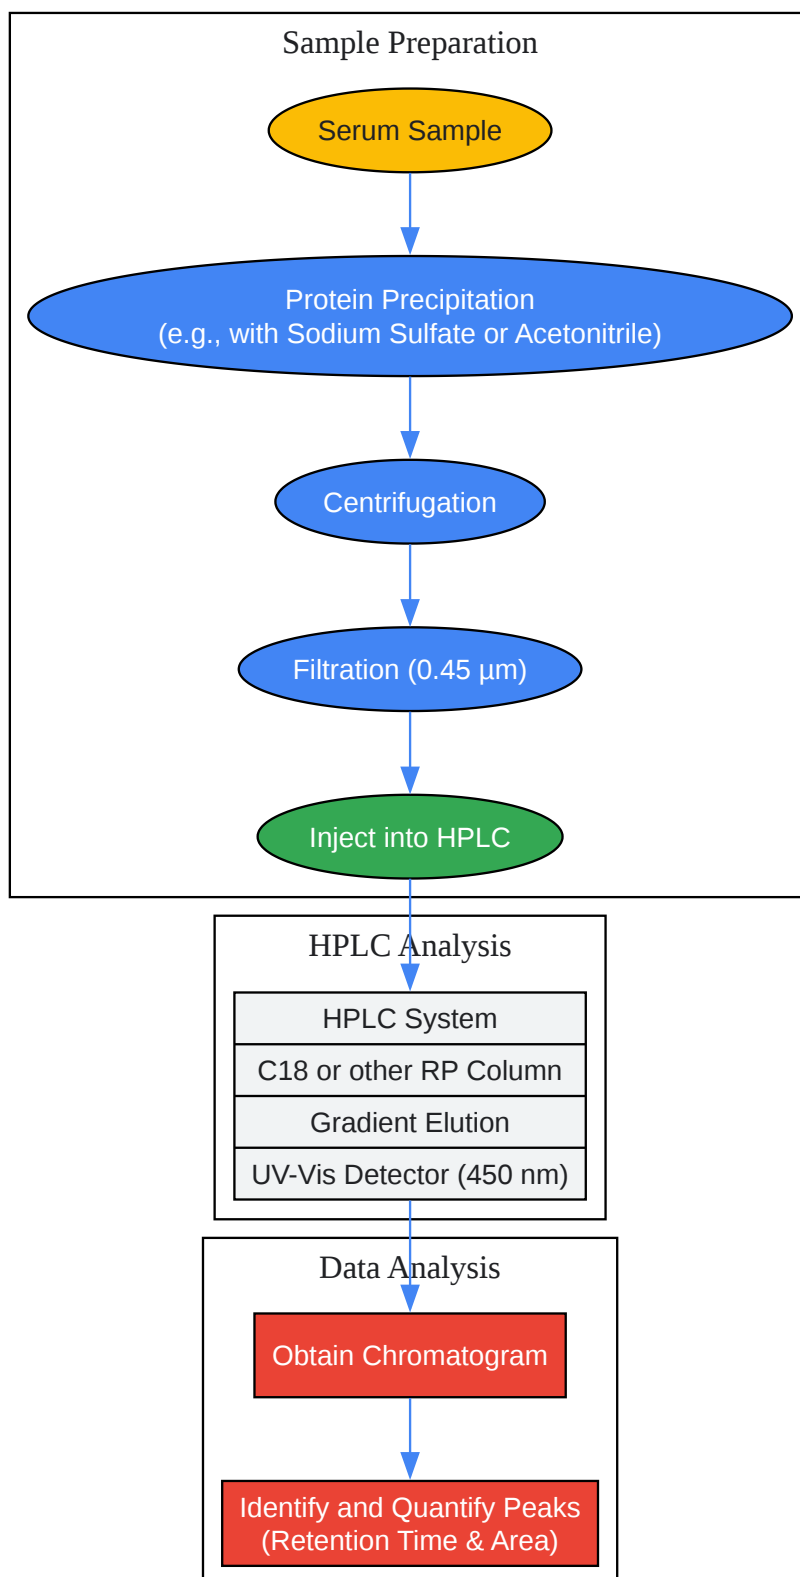 Sample Preparation
Serum Sample
Protein Precipitation
(e.g., with Sodium Sulfate or Acetonitrile)
Centrifugation
Filtration (0.45 µm)
Inject into HPLC
HPLC Analysis
HPLC System
C18 or other RP Column
Gradient Elution
UV-Vis Detector (450 nm)
Data Analysis
Obtain Chromatogram
Identify and Quantify Peaks
(Retention Time & Area)